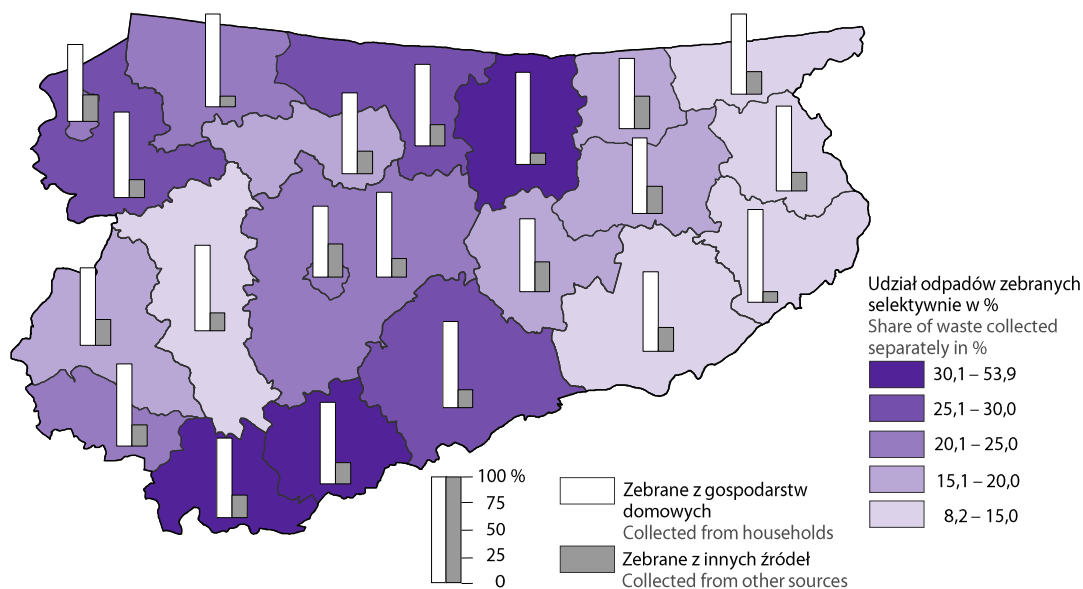 Udział odpadów zebranych
selektywnie w %
Share of waste collected
separately in %
30,1 – 53,9
25,1 – 30,0
20,1 – 25,0
15,1 – 20,0
8,2 – 15,0
100 %
75
50
25
0
Zebrane z gospodarstw
domowych
Collected from households
Zebrane z innych źródeł
Collected from other sources